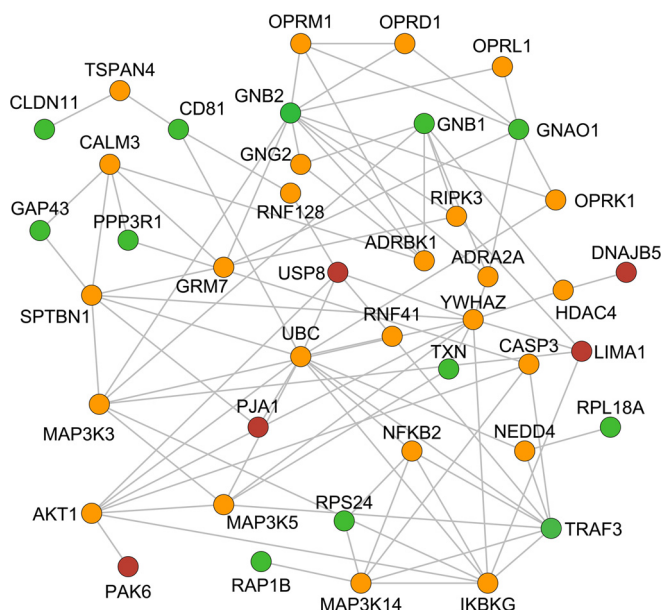 OPRM1
OPRD1
OPRL1
TSPAN4
CLDN11
CD81
GNB2
GNB1
GNAO1
CALM3
GNG2
RNF128
RIPK3
OPRK1
GAP43
PPP3R1
ADRBK1
ADRA2A
DNAJB5
GRM7
USP8
HDAC4
SPTBN1
YWHAZ
RNF41
UBC
TXN
CASP3
LIMA1
MAP3K3
PJA1
NFKB2
NEDD4
RPL18A
AKT1
MAP3K5
RPS24
TRAF3
PAK6
RAP1B
MAP3K14
IKBKG